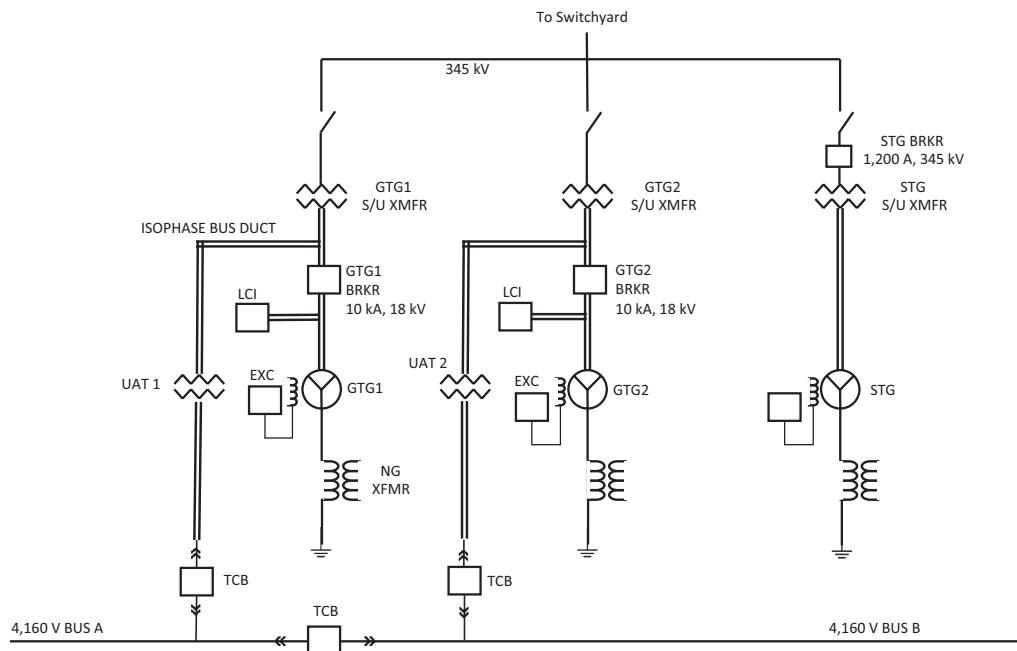 To Switchyard
345 kV
STG BRKR
1,200 A, 345 kV
GTG1
S/U XMFR
GTG2
S/U XMFR
STG
S/U XMFR
ISOPHASE BUS DUCT
GTG1
BRKR
10 kA, 18 kV
LCI
GTG2
BRKR
10 kA, 18 kV
LCI
UAT 1
EXC
GTG1
UAT 2
EXC
GTG2
STG
NG
XFMR
TCB
TCB
TCB
4,160 V BUS A
4,160 V BUS B